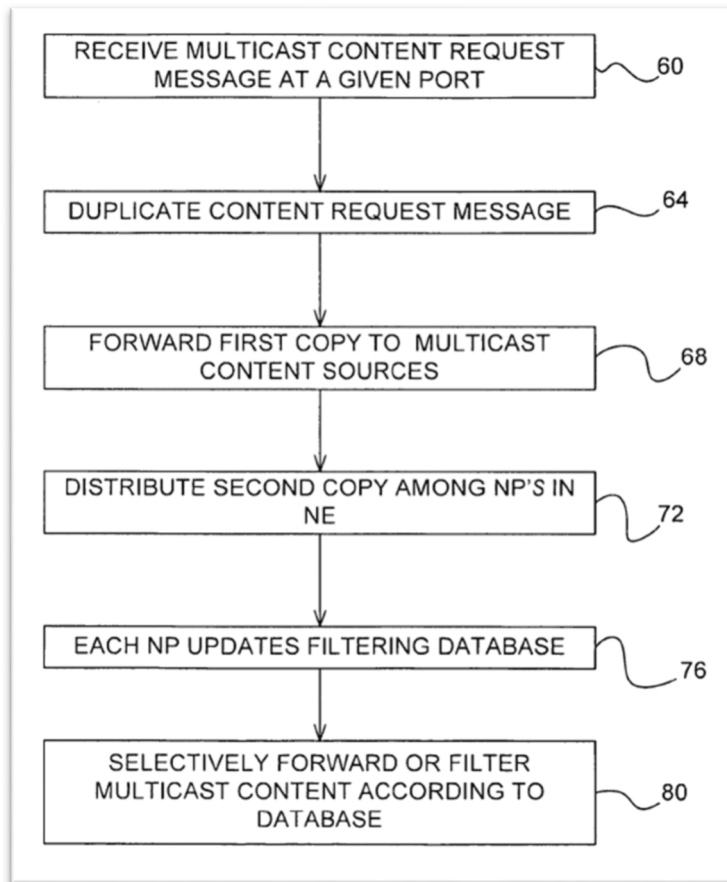 RECEIVE MULTICAST CONTENT REQUEST
MESSAGE AT A GIVEN PORT
60
DUPLICATE CONTENT REQUEST MESSAGE
64
FORWARD FIRST COPY TO MULTICAST
CONTENT SOURCES
68
DISTRIBUTE SECOND COPY AMONG NP'S IN
NE
72
EACH NP UPDATES FILTERING DATABASE
76
SELECTIVELY FORWARD OR FILTER
MULTICAST CONTENT ACCORDING TO
DATABASE
80